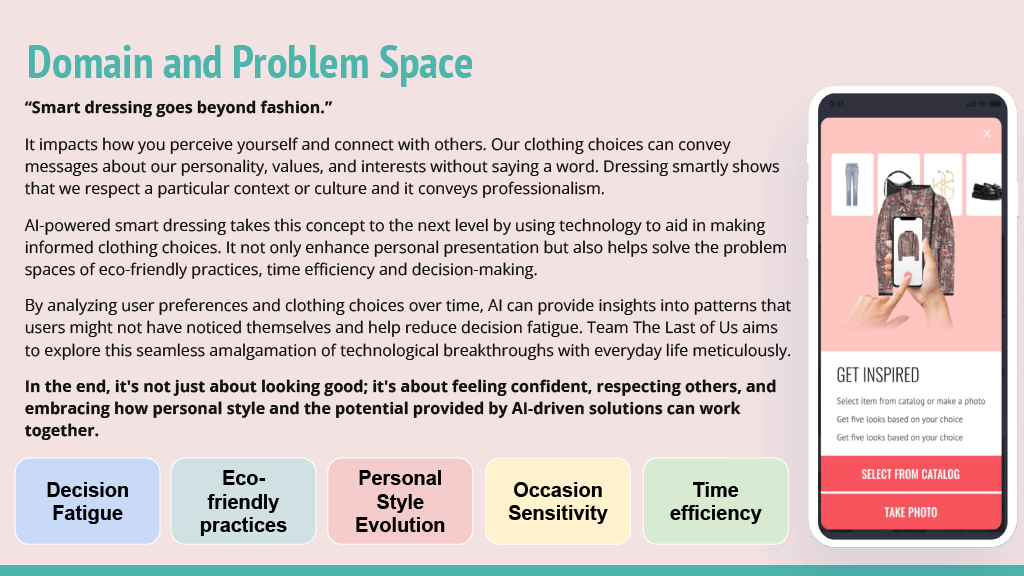 Domain and Problem Space
“Smart dressing goes beyond fashion.”
It impacts how you perceive yourself and connect with others. Our clothing choices can convey
messages about our personality, values, and interests without saying a word. Dressing smartly shows
that we respect a particular context or culture and it conveys professionalism.
AI-powered smart dressing takes this concept to the next level by using technology to aid in making
informed clothing choices. It not only enhance personal presentation but also helps solve the problem
spaces of eco-friendly practices, time efficiency and decision-making.
By analyzing user preferences and clothing choices over time, AI can provide insights into patterns that
users might not have noticed themselves and help reduce decision fatigue. Team The Last of Us aims
to explore this seamless amalgamation of technological breakthroughs with everyday life meticulously.
In the end, it's not just about looking good; it's about feeling confident, respecting others, and
embracing how personal style and the potential provided by AI-driven solutions can work
together.
Decision
Fatigue
Eco-
friendly
practices
Personal
Style
Evolution
Occasion
Sensitivity
Time
efficiency
9:41
GET INSPIRED
Select item from catalog or make a photo
Get five looks based on your choice
Get five looks based on your choice
SELECT FROM CATALOG
TAKE PHOTO